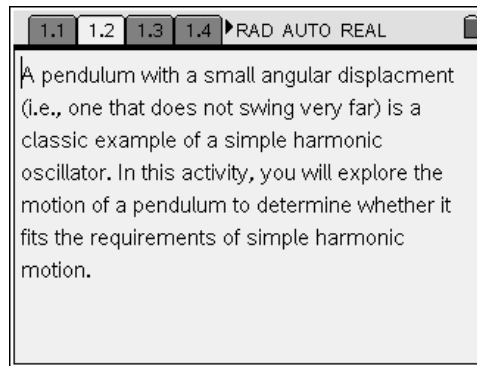 1.1 1.2 1.3 1.4 RAD AUTO REAL
A pendulum with a small angular displacment
(i.e., one that does not swing very far) is a
classic example of a simple harmonic
oscillator. In this activity, you will explore the
motion of a pendulum to determine whether it
fits the requirements of simple harmonic
motion.